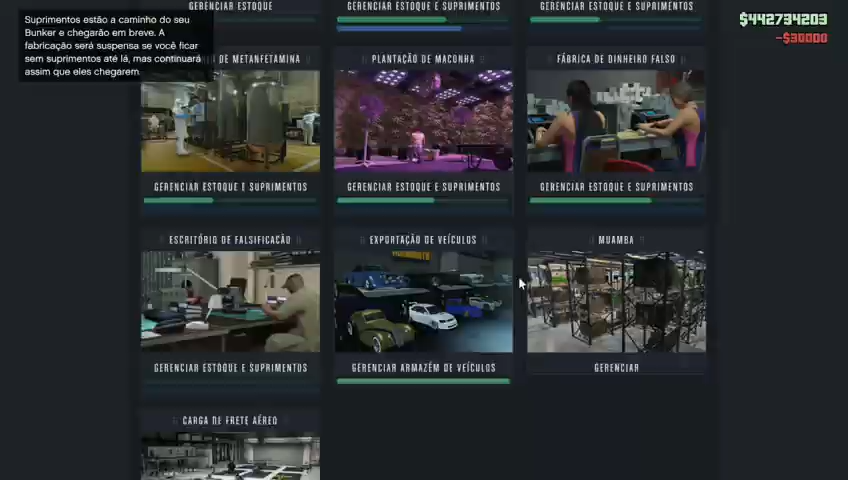 GERENCIAR ESTOQUE
GERENCIAR ESTOQUE E SUPRIMENTOS
GERENCIAR ESTOQUE E SUPRIMENTOS
$442734203
-$30000
Suprimentos estão a caminho do seu
Bunker e chegarão em breve. A
fabricação será suspensa se você ficar
sem suprimentos até lá, mas continuará
assim que eles chegarem.
DE METANFETAMINA
PLANTAÇÃO DE MACONHA
FÁBRICA DE DINHEIRO FALSO
GERENCIAR ESTOQUE E SUPRIMENTOS
GERENCIAR ESTOQUE E SUPRIMENTOS
GERENCIAR ESTOQUE E SUPRIMENTOS
ESCRITÓRIO DE FALSIFICAÇÃO
EXPORTAÇÃO DE VEÍCULOS
MUAMBA
GERENCIAR ESTOQUE E SUPRIMENTOS
GERENCIAR ARMAZÉM DE VEÍCULOS
GERENCIAR
CARGA DE FRETE AÉREO